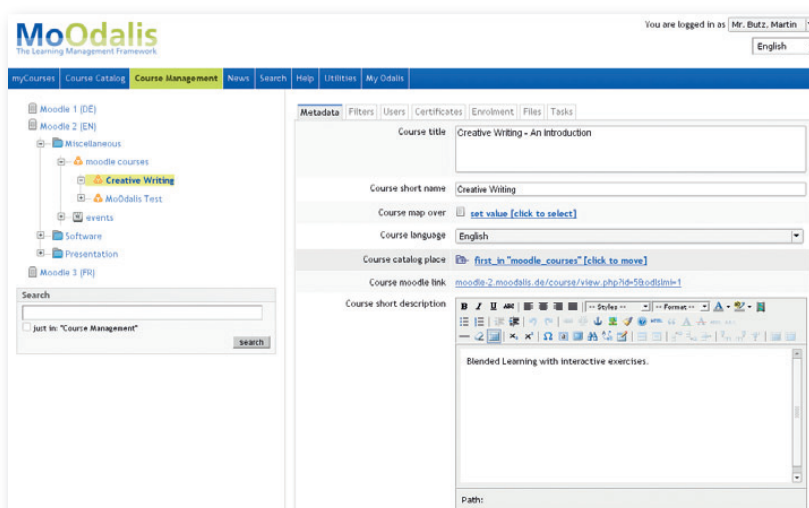 You are logged in as Mr. Butz, Martin
MoOdalis
The Learning Management Framework
English
myCourses Course Catalog Course Management News Search Help Utilities My Odalis
Moodle 1 (DE)
Moodle 2 (EN)
Miscellaneous
moodle courses
Creative Writing
MoOdalis Test
events
Software
Presentation
Moodle 3 (FR)
Search
just in: "Course Management"
search
Metadata Filters Users Certificates Enrolment Files Tasks
Course title Creative Writing - An Introduction
Course short name Creative Writing
Course map over set value [click to select]
Course language English
Course catalog place first_in "moodle_courses" [click to move]
Course moodle link moodle-2.moodalis.de/course/view.php?id=5&odlsimi=1
Course short description
B I U ABC -- Styles -- -- Format --
Blended Learning with interactive exercises.
Path: